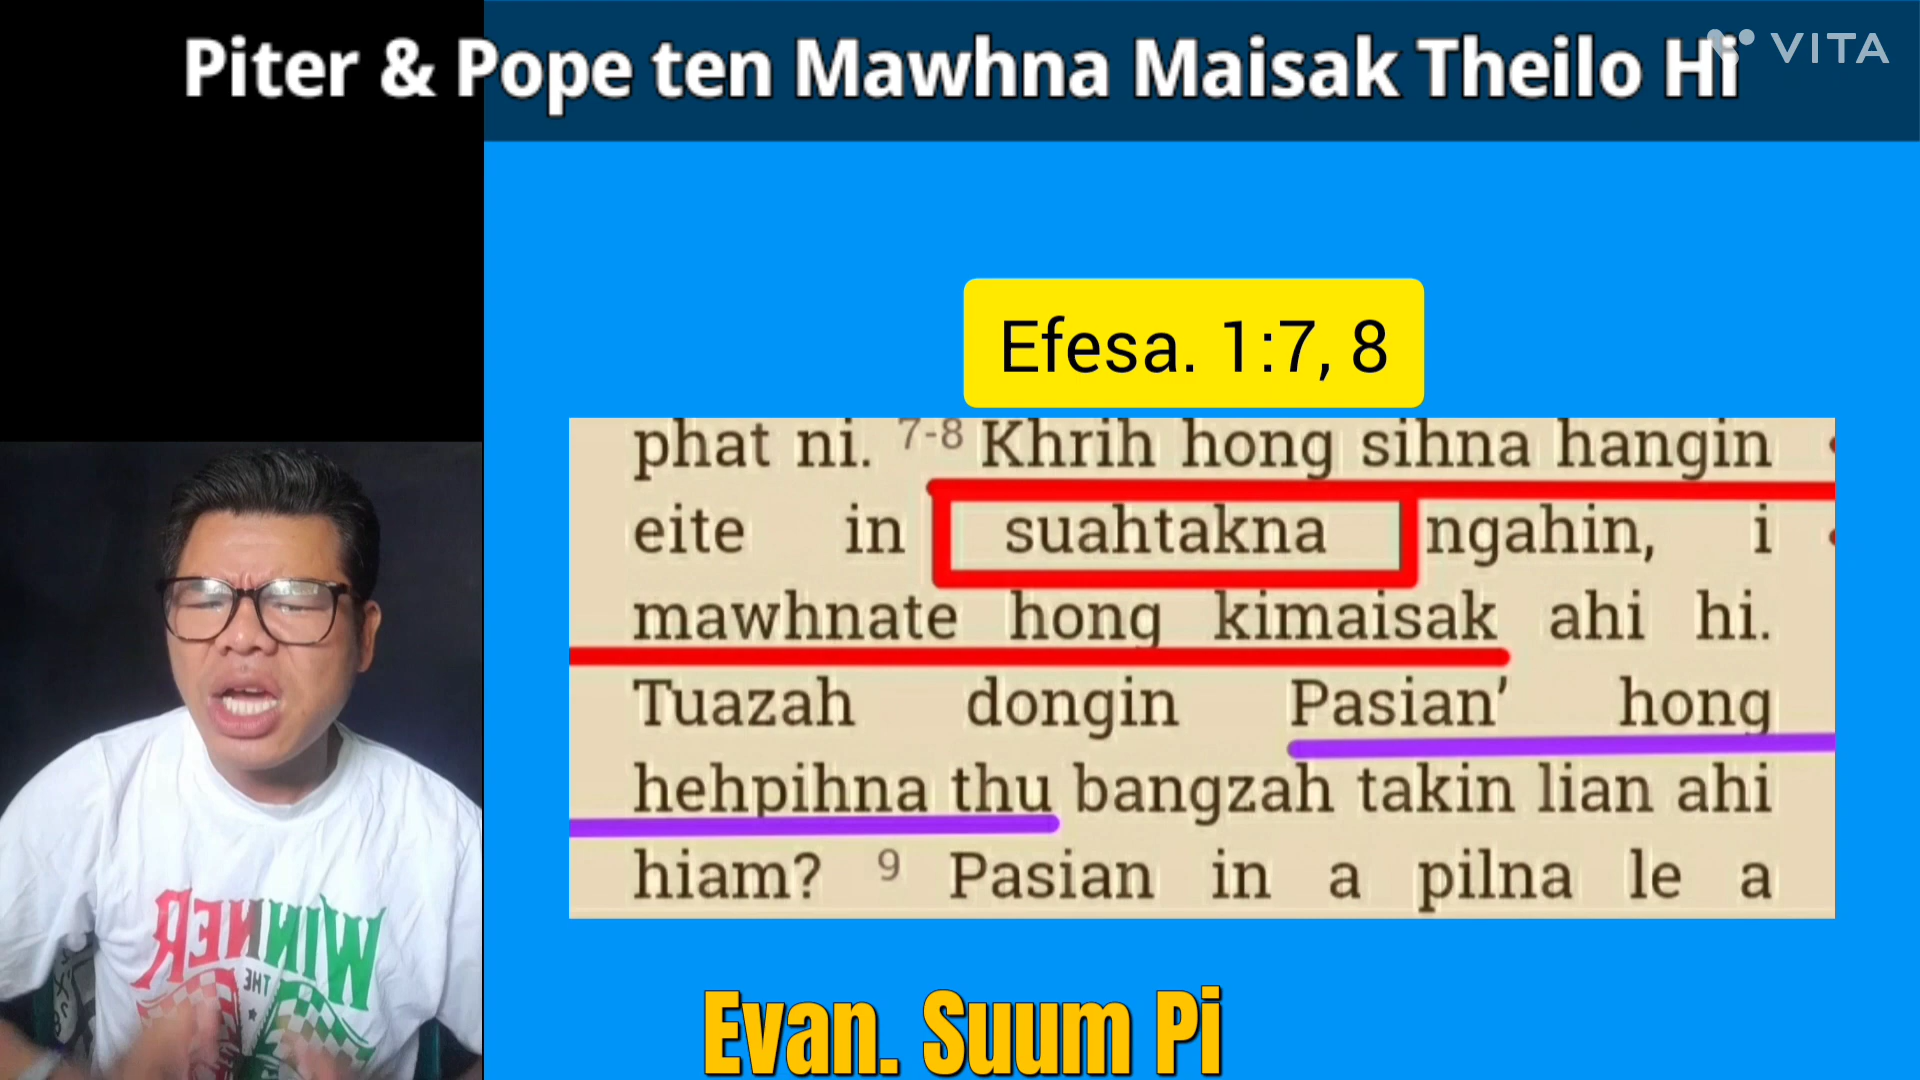 Piter & Pope ten Mawhna Maisak Theilo Hi
VITA
Efesa. 1:7, 8
phat ni. 7-8 Khrih hong sihna hangin
eite in suahtakna ngahin, i
mawhnate hong kimaisak ahi hi.
Tuazah dongin Pasian’ hong
hehpihna thu bangzah takin lian ahi
hiam? 9 Pasian in a pilna le a
WINNER
THE
Evan. Suum Pi